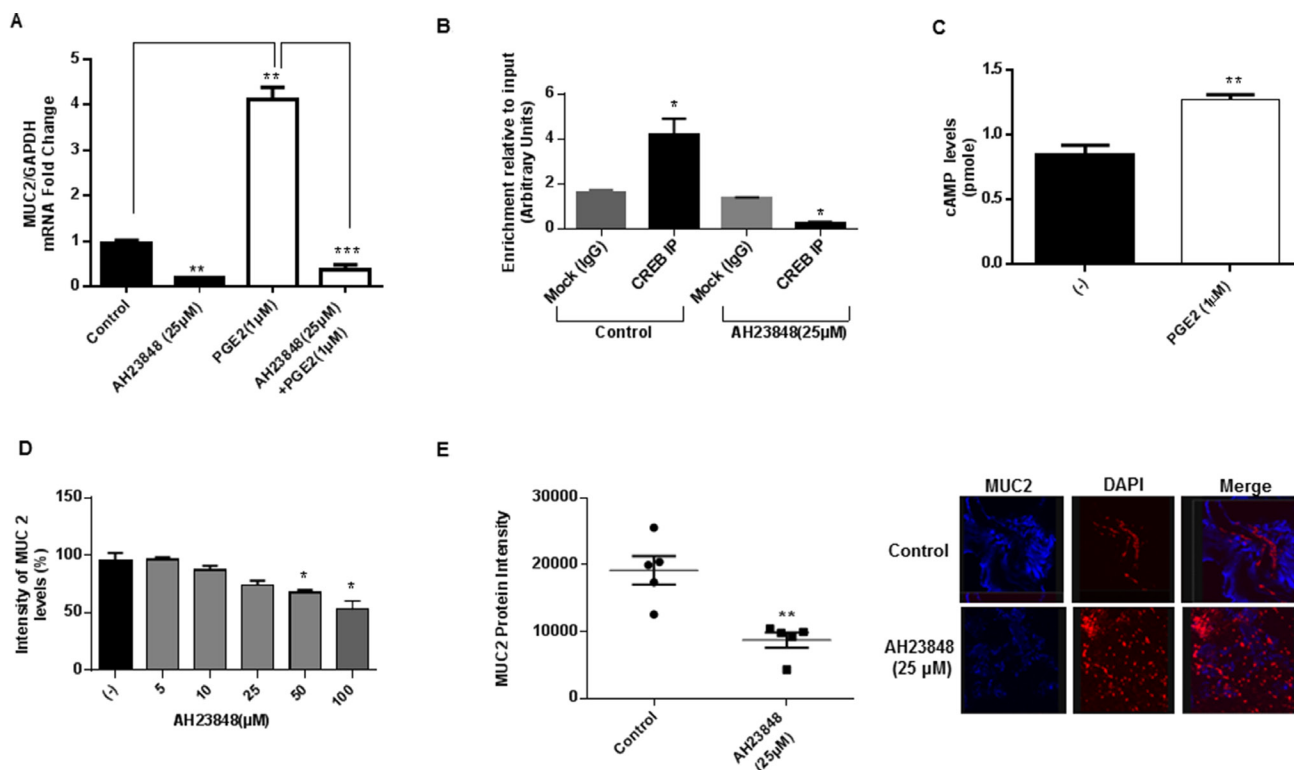 A
MUC2/GAPDH
mRNA Fold Change
5
4
3
2
1
0
**
**
***
Control
AH23848 (25µM)
PGE2(1µM)
AH23848(25µM)
+PGE2(1µM)
B
Enrichment relative to input
(Arbitrary Units)
6
4
2
0
*
*
Mock (IgG)
CREB IP
Mock (IgG)
CREB IP
Control
AH23848(25µM)
C
cAMP levels
(pmole)
1.5
1.0
0.5
0.0
**
(-)
PGE2 (1µM)
D
Intensity of MUC 2
levels (%)
150
100
50
0
*
*
(-)
5
10
25
50
100
AH23848(µM)
E
MUC2 Protein Intensity
30000
20000
10000
0
**
Control
AH23848
(25µM)
MUC2 DAPI Merge
Control
AH23848
(25 µM)